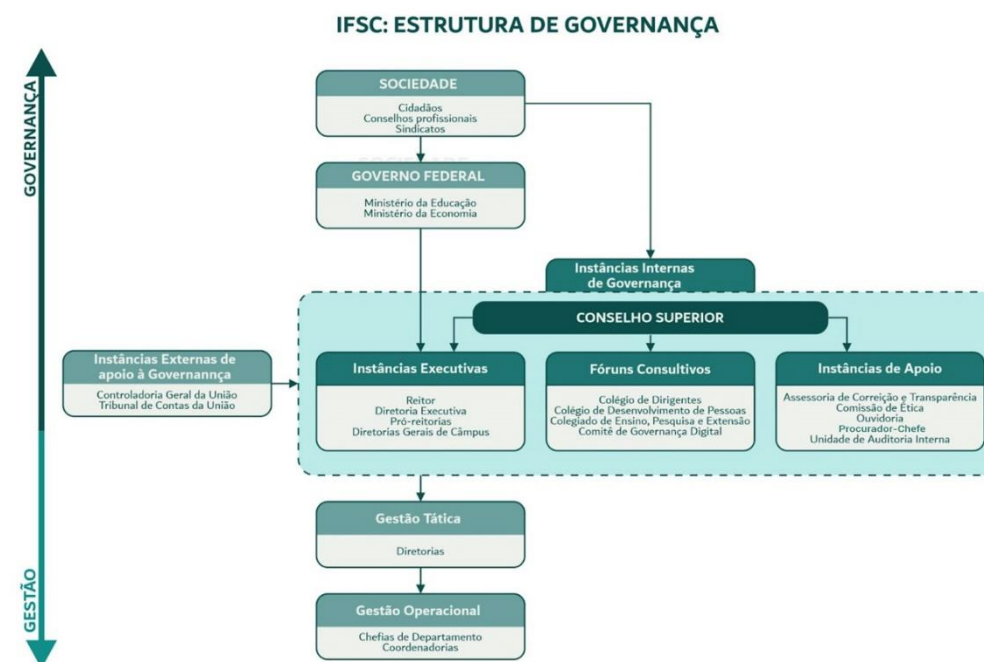 IFSC: ESTRUTURA DE GOVERNANÇA
GOVERNANÇA
SOCIEDADE
Cidadãos
Conselhos profissionais
Sindicatos
GOVERNO FEDERAL
Ministério da Educação
Ministério da Economia
Instâncias Internas
de Governança
CONSELHO SUPERIOR
Instâncias Externas de
apoio à Governannça
Controladoria Geral da União
Tribunal de Contas da União
Instâncias Executivas
Reitor
Diretoria Executiva
Pró-reitorias
Diretorias Gerais de Câmpus
Fóruns Consultivos
Colégio de Dirigentes
Colégio de Desenvolvimento de Pessoas
Colegiado de Ensino, Pesquisa e Extensão
Comitê de Governança Digital
Instâncias de Apoio
Assessoria de Correição e Transparência
Comissão de Ética
Ouvidoria
Procurador-Chefe
Unidade de Auditoria Interna
Gestão Tática
Diretorias
Gestão Operacional
Chefias de Departamento
Coordenadorias
GESTÃO